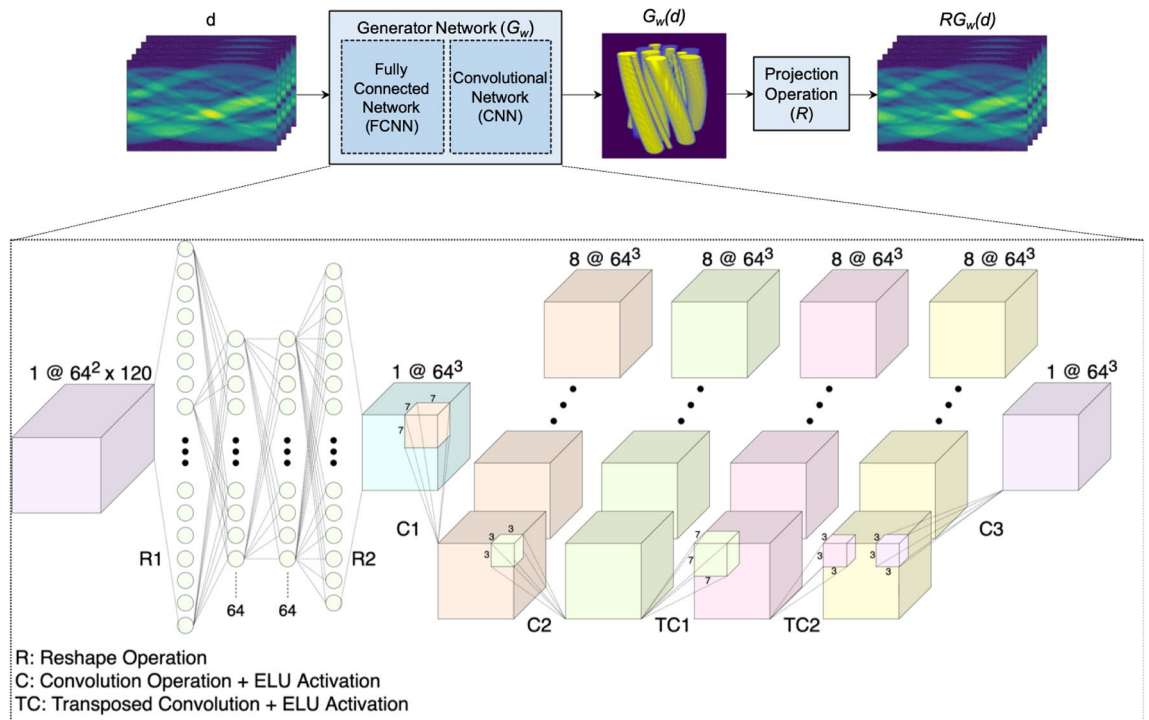 d
Generator Network (G_w)
Fully
Connected
Network
(FCNN)
Convolutional
Network
(CNN)
G_w(d)
Projection
Operation
(R)
RG_w(d)
1 @ 64² x 120
R1
64
64
R2
1 @ 64³
7
7
7
C1
8 @ 64³
8 @ 64³
8 @ 64³
8 @ 64³
3
3
3
C2
7
7
7
TC1
3
3
3
TC2
3
3
3
C3
1 @ 64³
R: Reshape Operation
C: Convolution Operation + ELU Activation
TC: Transposed Convolution + ELU Activation